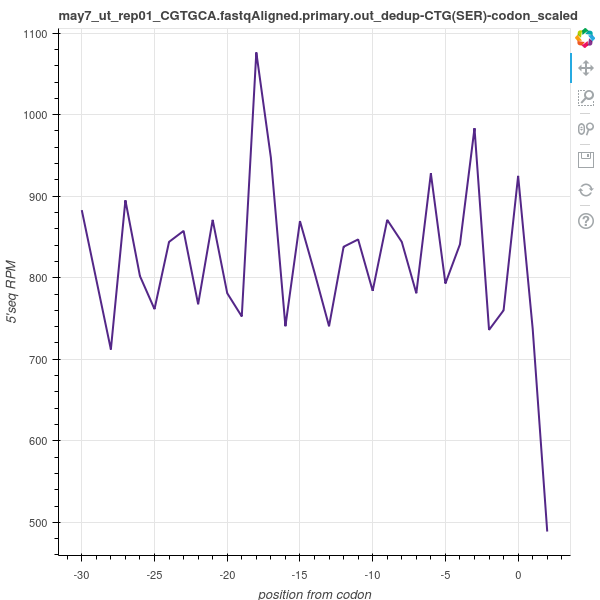 may7_ut_rep01_CGTGCA.fastqAligned.primary.out_dedup-CTG(SER)-codon_scaled
1100
1000
900
800
700
600
500
5'seq RPM
-30 -25 -20 -15 -10 -5 0
position from codon